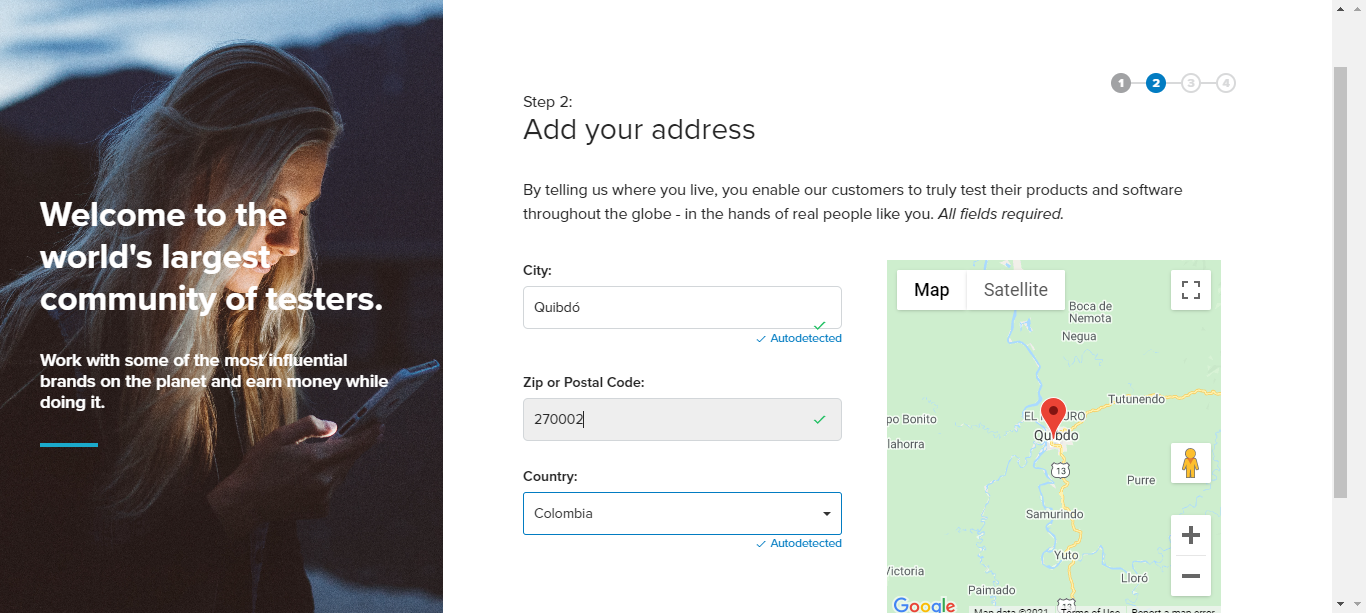 Welcome to the
world's largest
community of testers.
Work with some of the most influential
brands on the planet and earn money while
doing it.
1 2 3 4
Step 2:
Add your address
By telling us where you live, you enable our customers to truly test their products and software
throughout the globe - in the hands of real people like you. All fields required.
City:
Quibdó
Autodetected
Zip or Postal Code:
270002
Country:
Colombia
Autodetected
Map Satellite
Boca de
Nemota
Negua
Tutunendo
po Bonito
lahorra
Quibdo
13
Purre
Samurindo
Yuto
Victoria
Lloró
Paimado
13
Google
Map data ©2021 Terms of Use Report a map error